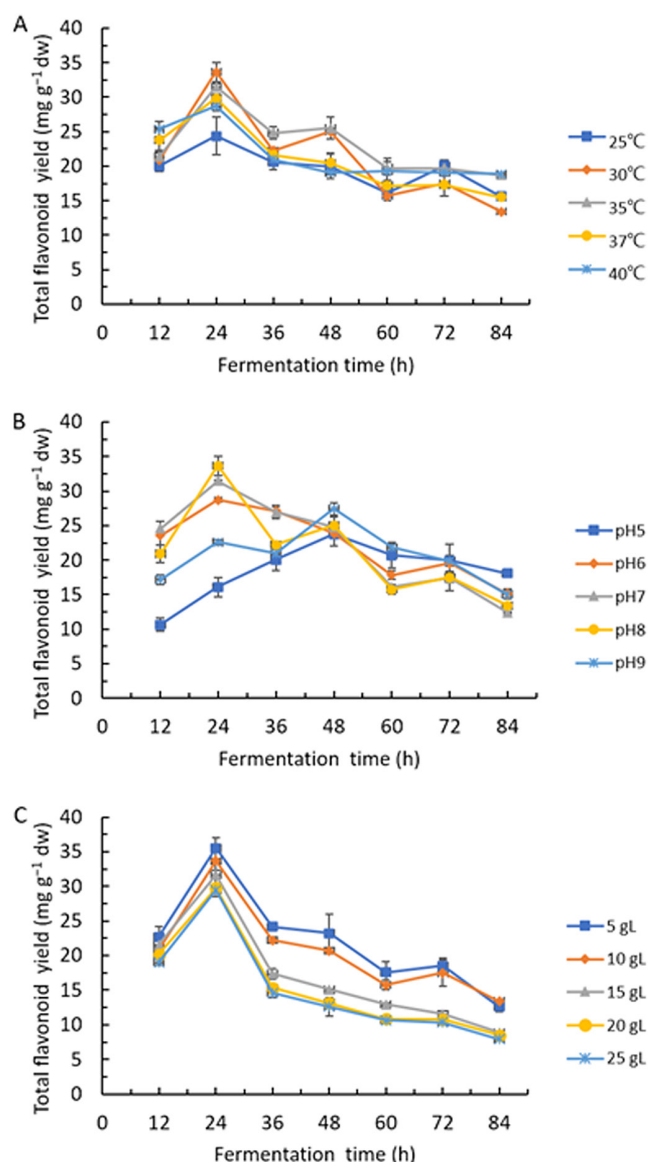 A
40
35
30
25
20
15
10
5
0
Total flavonoid yield (mg g⁻¹ dw)
0 12 24 36 48 60 72 84
Fermentation time (h)
25℃
30℃
35℃
37℃
40℃
B
40
35
30
25
20
15
10
5
0
Total flavonoid yield (mg g⁻¹ dw)
0 12 24 36 48 60 72 84
Fermentation time (h)
pH5
pH6
pH7
pH8
pH9
C
40
35
30
25
20
15
10
5
0
Total flavonoid yield (mg g⁻¹ dw)
0 12 24 36 48 60 72 84
Fermentation time (h)
5 gL
10 gL
15 gL
20 gL
25 gL